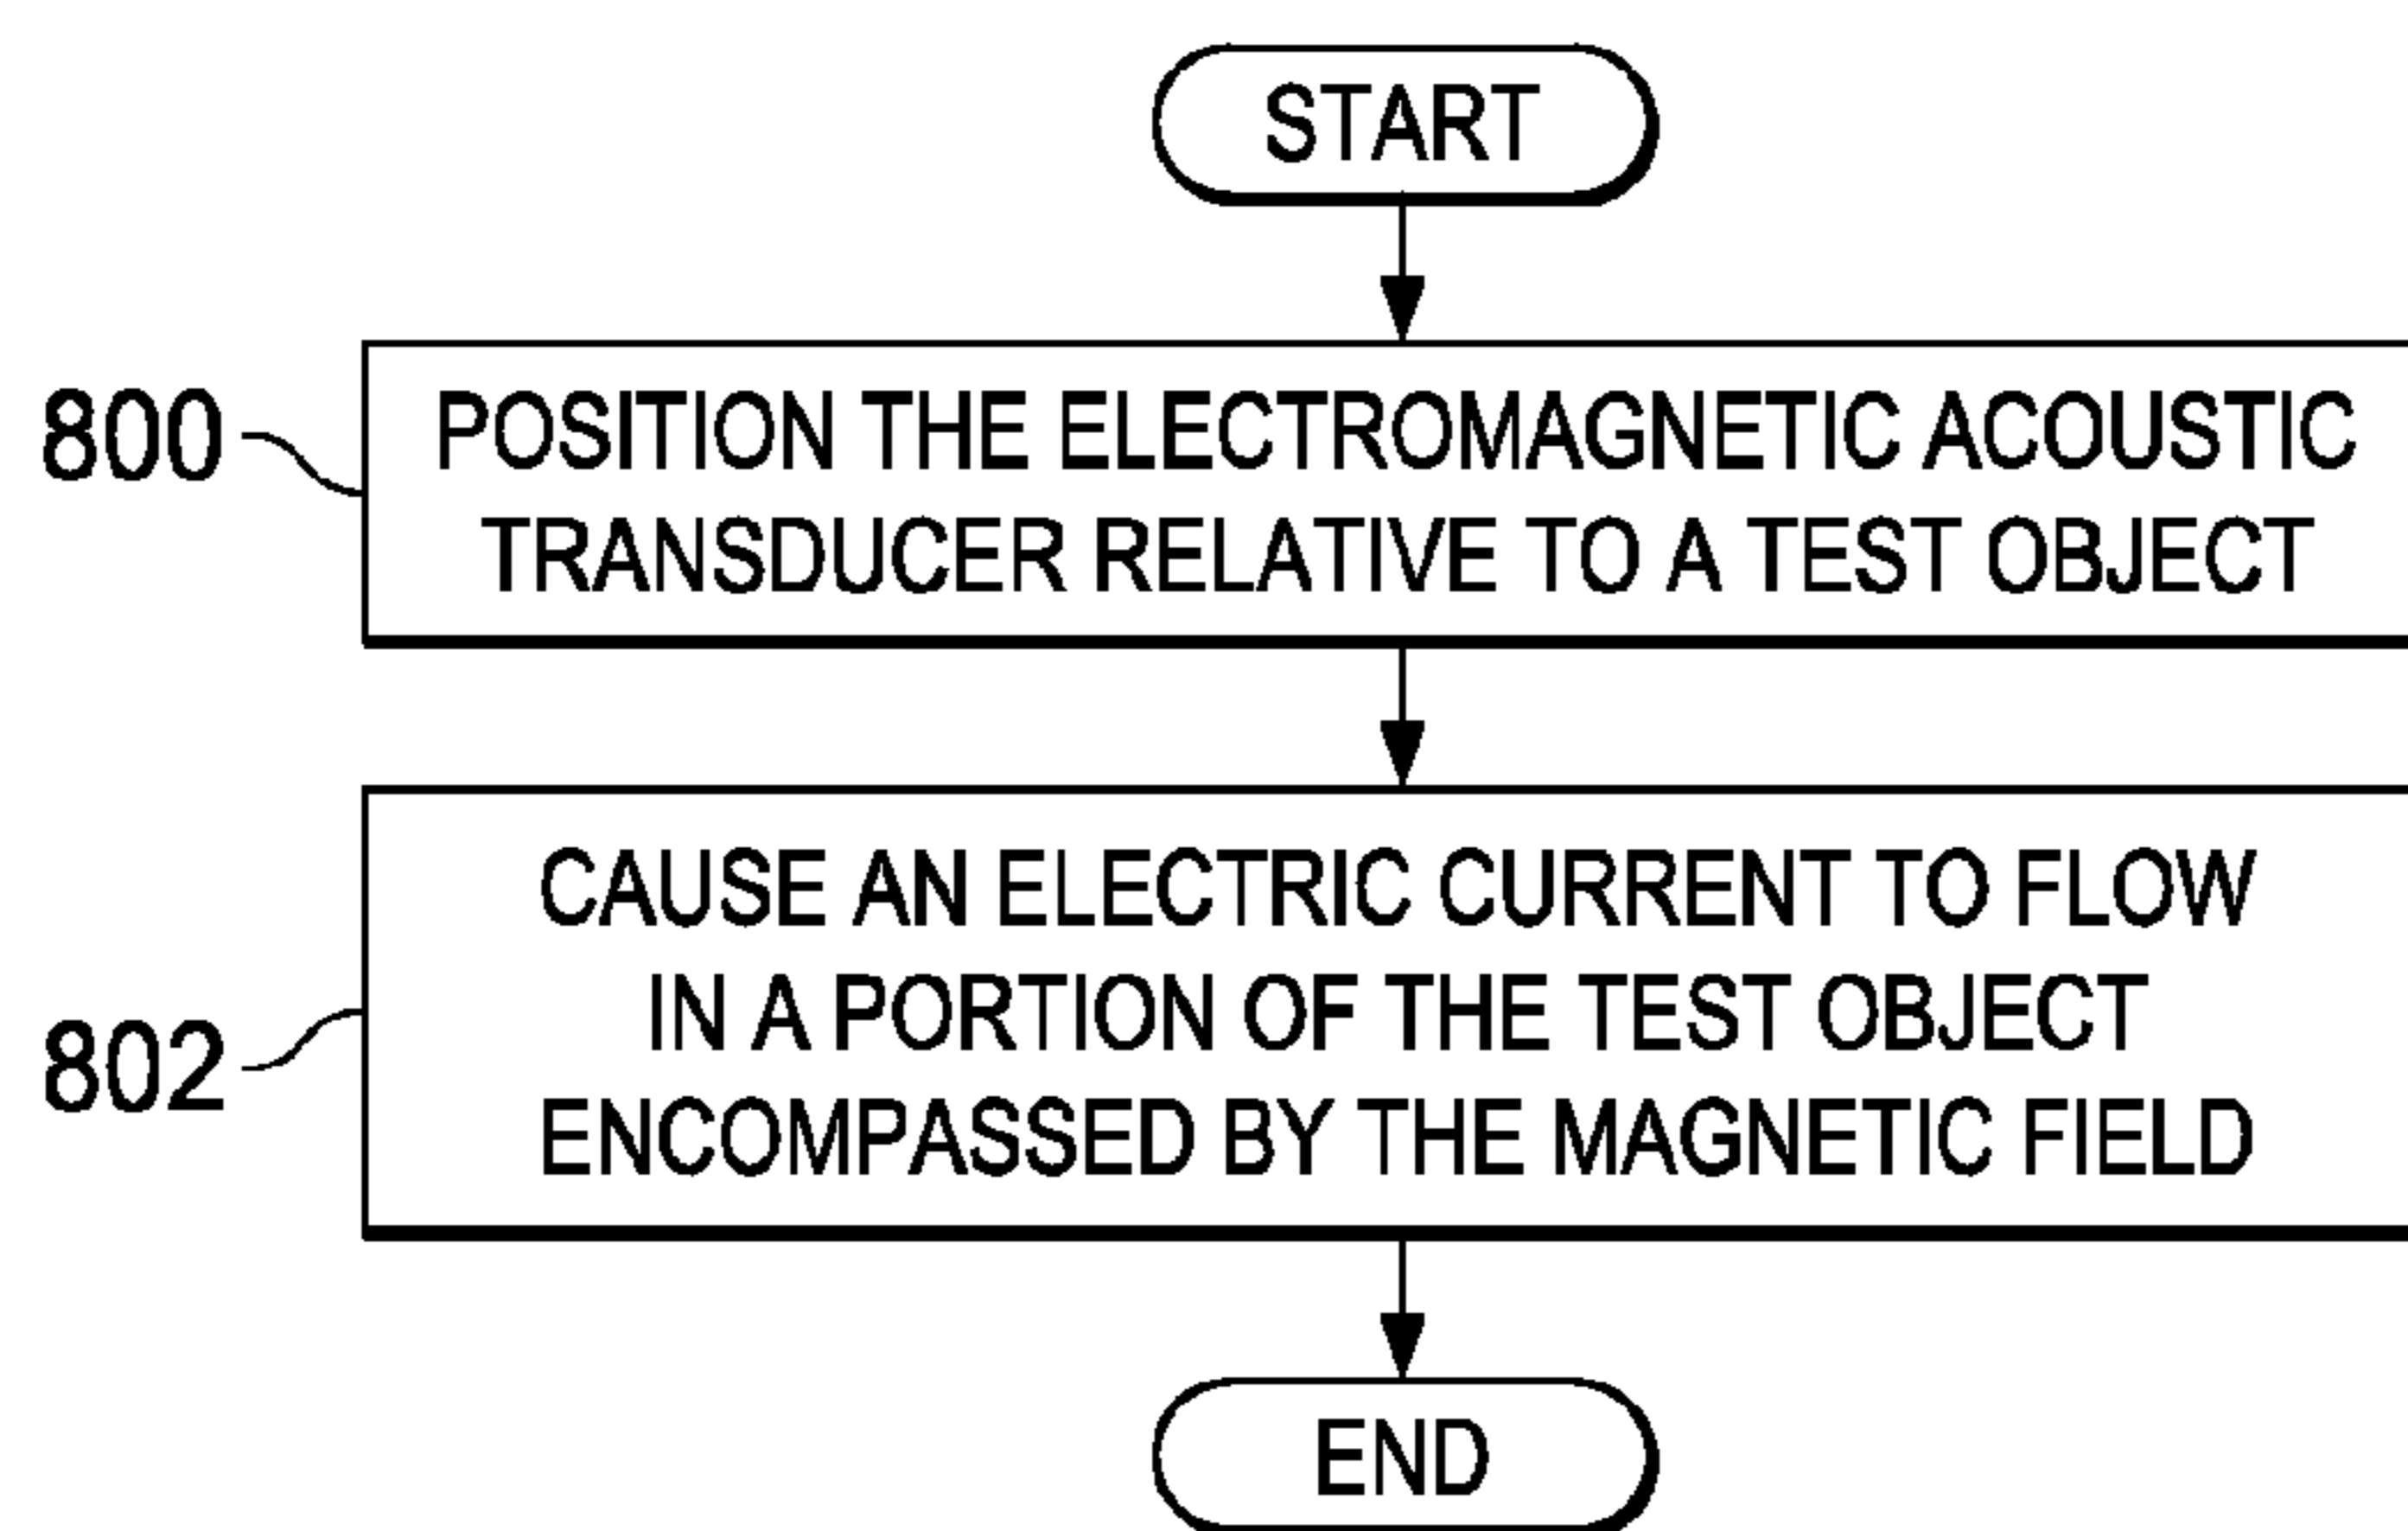 START
800
POSITION THE ELECTROMAGNETIC ACOUSTIC
TRANSDUCER RELATIVE TO A TEST OBJECT
802
CAUSE AN ELECTRIC CURRENT TO FLOW
IN A PORTION OF THE TEST OBJECT
ENCOMPASSED BY THE MAGNETIC FIELD
END